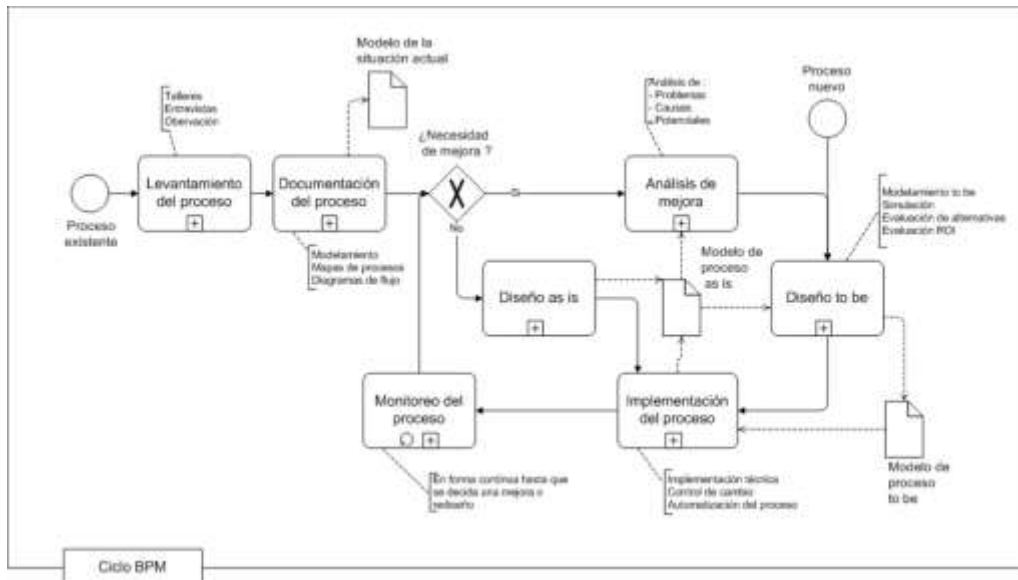 Modelo de la
situación actual
Talleres
Entrevistas
Obervación
Análisis de :
- Problemas
- Causas
- Potenciales
Proceso
nuevo
¿Necesidad
de mejora ?
Levantamiento
del proceso
Documentación
del proceso
Análisis de
mejora
Proceso
existente
Modelamiento
Mapas de procesos
Diagramas de flujo
No
Modelamiento to be
Simulación
Evaluación de alternativas
Evaluación ROI
Modelo de
proceso
as is
Diseño as is
Diseño to be
Monitoreo del
proceso
Implementación
del proceso
Modelo de
proceso
to be
En forma continua hasta que
se decida una mejora o
rediseño
Implementación técnica
Control de cambio
Automatización del proceso
Ciclo BPM